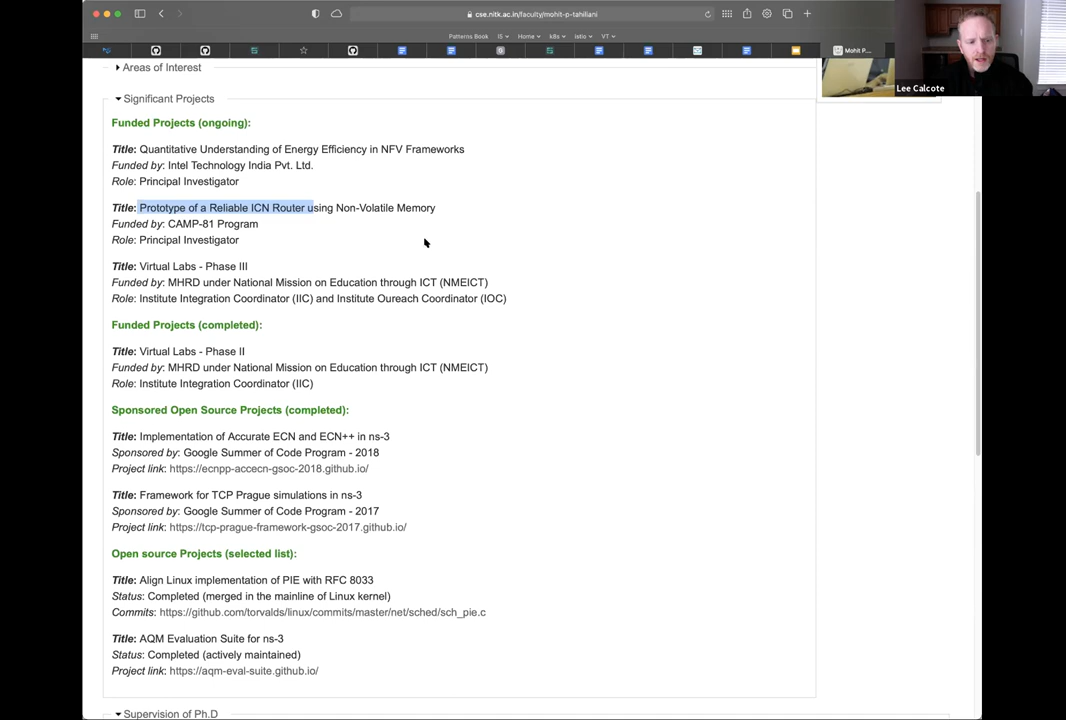 cse.nitk.ac.in/faculty/mohit-p-tahiliani
Patterns Book IS Home k8s istio VT
Mohit P...
Lee Calcote
Areas of Interest
Significant Projects
Funded Projects (ongoing):
Title: Quantitative Understanding of Energy Efficiency in NFV Frameworks
Funded by: Intel Technology India Pvt. Ltd.
Role: Principal Investigator
Title: Prototype of a Reliable ICN Router using Non-Volatile Memory
Funded by: CAMP-81 Program
Role: Principal Investigator
Title: Virtual Labs - Phase III
Funded by: MHRD under National Mission on Education through ICT (NMEICT)
Role: Institute Integration Coordinator (IIC) and Institute Oureach Coordinator (IOC)
Funded Projects (completed):
Title: Virtual Labs - Phase II
Funded by: MHRD under National Mission on Education through ICT (NMEICT)
Role: Institute Integration Coordinator (IIC)
Sponsored Open Source Projects (completed):
Title: Implementation of Accurate ECN and ECN++ in ns-3
Sponsored by: Google Summer of Code Program - 2018
Project link: https://ecnpp-accecn-gsoc-2018.github.io/
Title: Framework for TCP Prague simulations in ns-3
Sponsored by: Google Summer of Code Program - 2017
Project link: https://tcp-prague-framework-gsoc-2017.github.io/
Open source Projects (selected list):
Title: Align Linux implementation of PIE with RFC 8033
Status: Completed (merged in the mainline of Linux kernel)
Commits: https://github.com/torvalds/linux/commits/master/net/sched/sch_pie.c
Title: AQM Evaluation Suite for ns-3
Status: Completed (actively maintained)
Project link: https://aqm-eval-suite.github.io/
Supervision of Ph.D